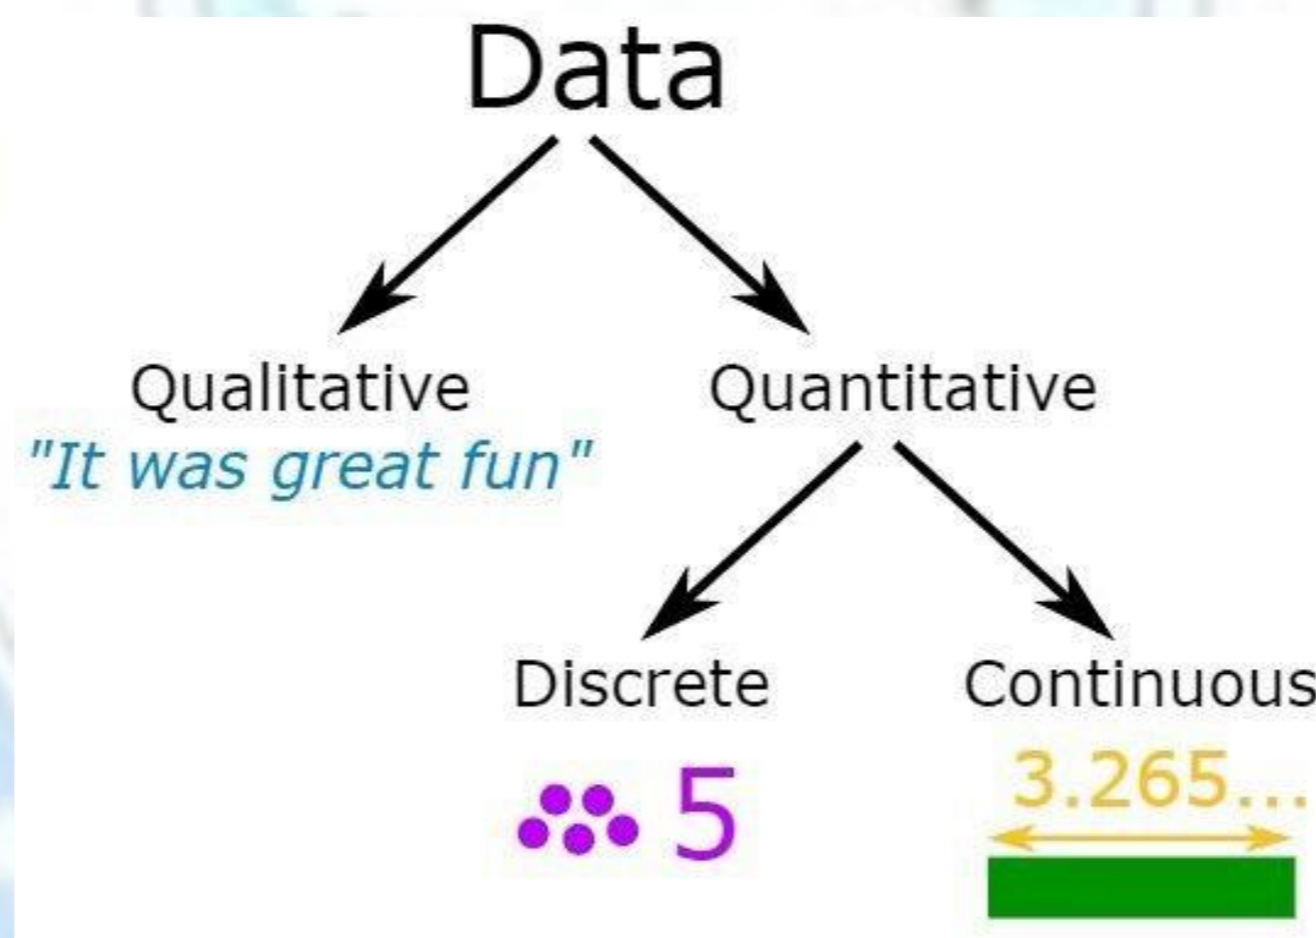 Data
Qualitative
Quantitative
"It was great fun"
Discrete
Continuous
5
3.265...